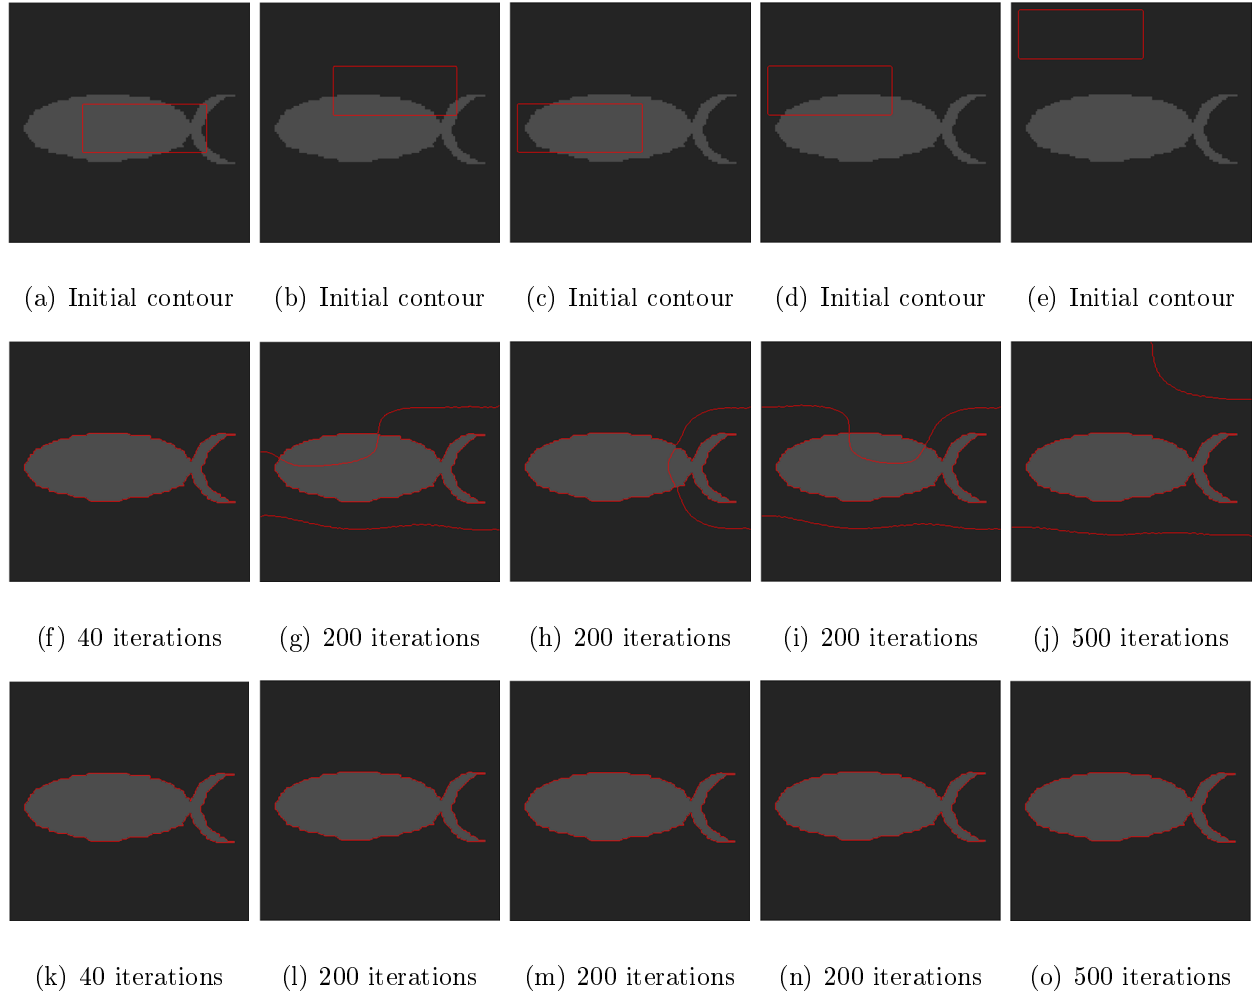 (a) Initial contour (b) Initial contour (c) Initial contour (d) Initial contour (e) Initial contour
(f) 40 iterations (g) 200 iterations (h) 200 iterations (i) 200 iterations (j) 500 iterations
(k) 40 iterations (l) 200 iterations (m) 200 iterations (n) 200 iterations (o) 500 iterations